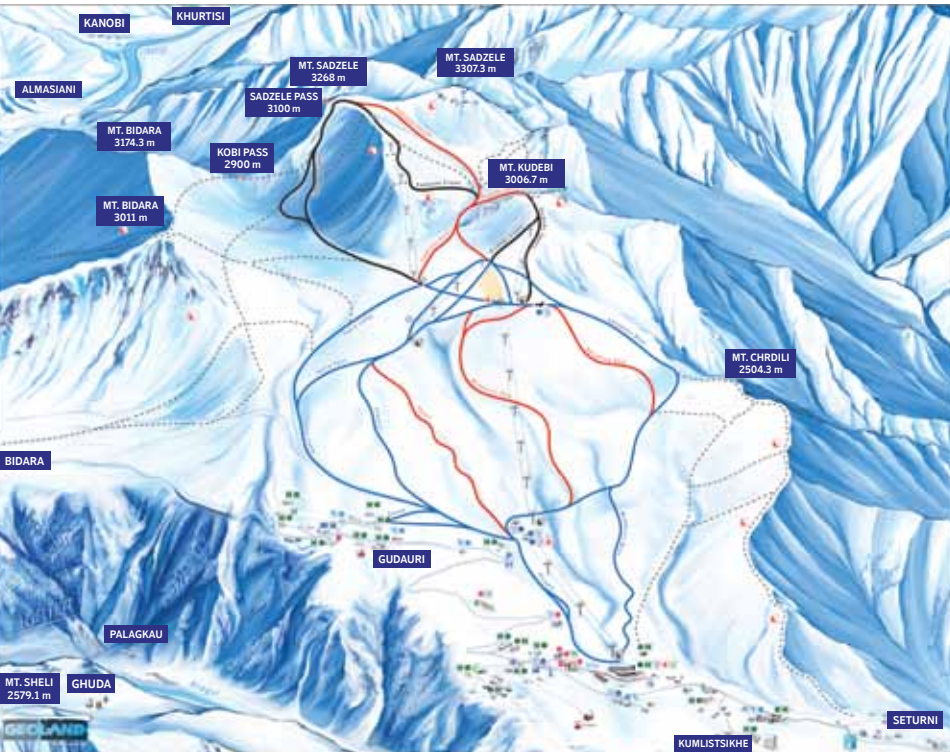 KANOBI
KHURTISI
ALMASIANI
MT. SADZELE
3268 m
MT. SADZELE
3307.3 m
SADZELE PASS
3100 m
MT. BIDARA
3174.3 m
KOBI PASS
2900 m
MT. KUDEBI
3006.7 m
MT. BIDARA
3011 m
MT. CHRDILI
2504.3 m
BIDARA
GUDAURI
PALAGKAU
MT. SHELI
2579.1 m
GHUDA
GEOLAND
SETURNI
KUMLISTSIKHE